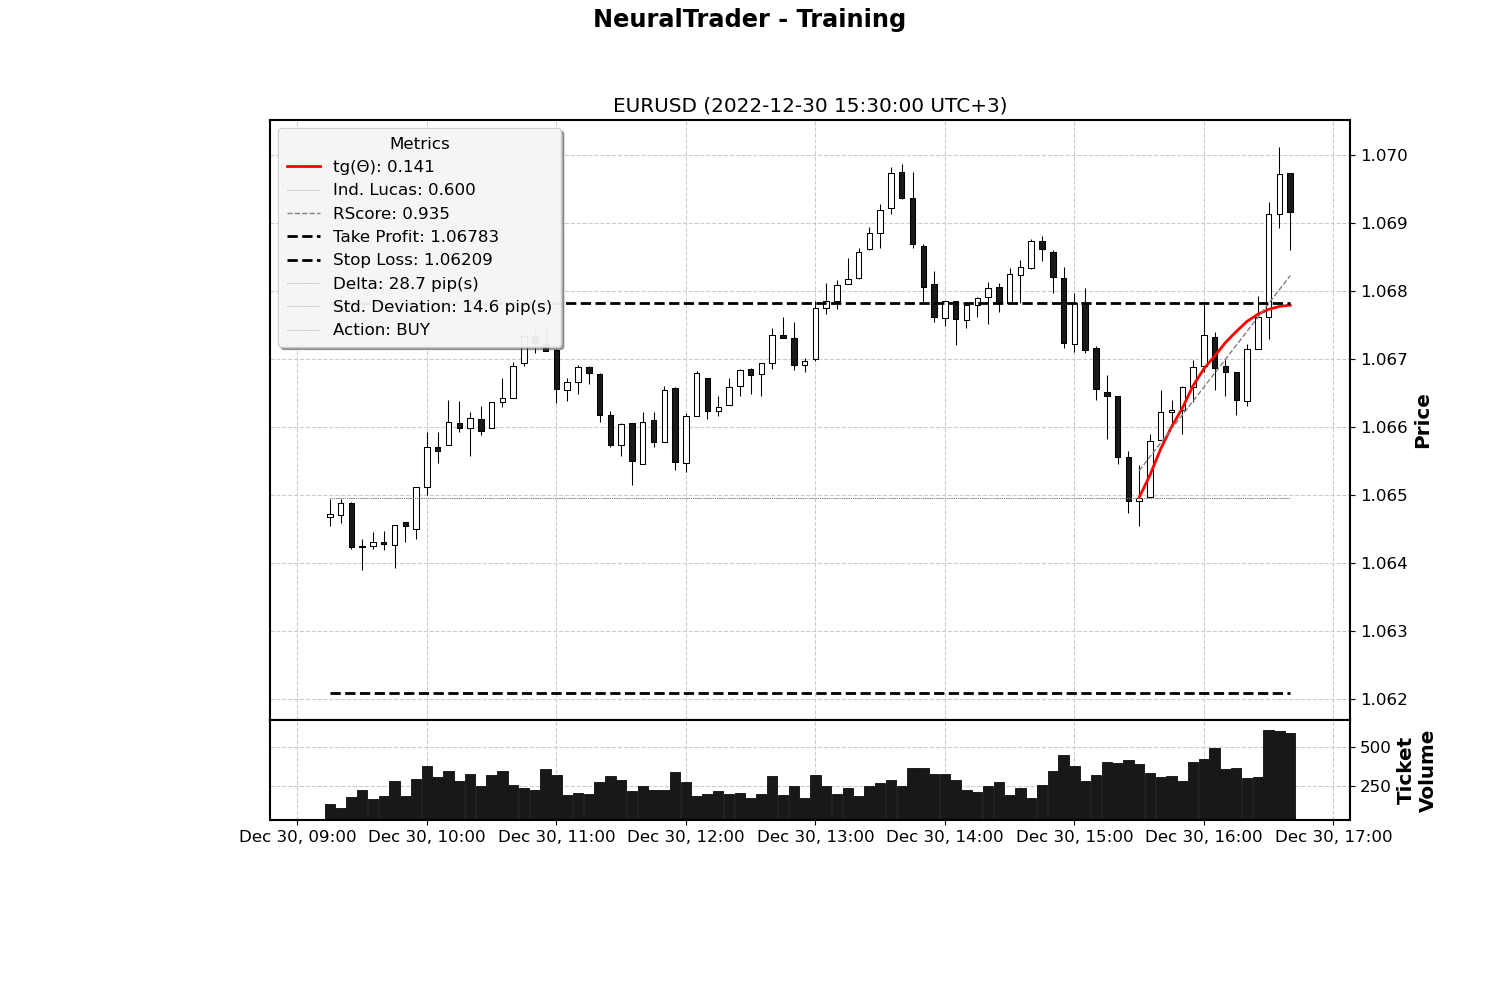 NeuralTrader - Training
EURUSD (2022-12-30 15:30:00 UTC+3)
Metrics
tg(Θ): 0.141
Ind. Lucas: 0.600
RScore: 0.935
Take Profit: 1.06783
Stop Loss: 1.06209
Delta: 28.7 pip(s)
Std. Deviation: 14.6 pip(s)
Action: BUY
1.070
1.069
1.068
1.067
1.066
1.065
1.064
1.063
1.062
Price
500
250
Ticket
Volume
Dec 30, 09:00 Dec 30, 10:00 Dec 30, 11:00 Dec 30, 12:00 Dec 30, 13:00 Dec 30, 14:00 Dec 30, 15:00 Dec 30, 16:00 Dec 30, 17:00